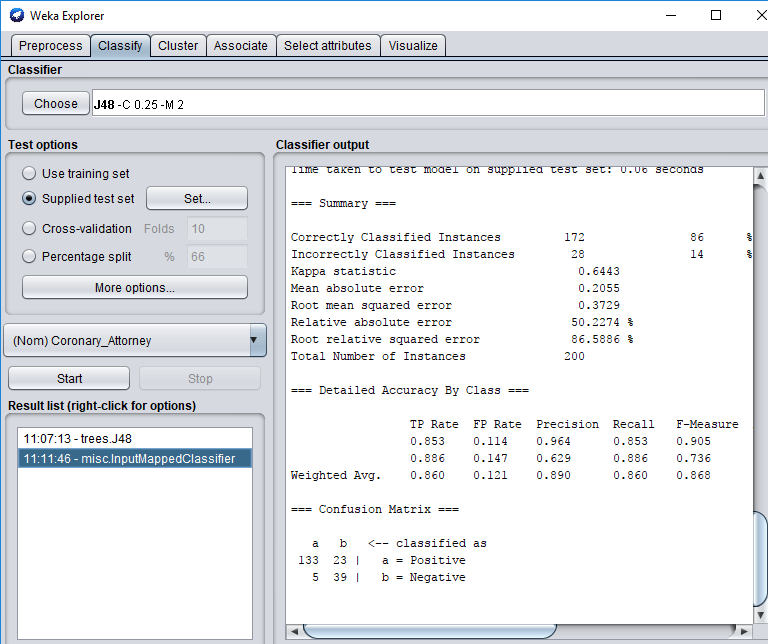 Weka Explorer
Preprocess Classify Cluster Associate Select attributes Visualize
Classifier
Choose J48 -C 0.25 -M 2
Test options
Use training set
Supplied test set Set...
Cross-validation Folds 10
Percentage split % 66
More options...
(Nom) Coronary_Attorney
Start Stop
Result list (right-click for options)
11:07:13 - trees.J48
11:11:46 - misc.InputMappedClassifier
Classifier output
Time taken to test model on supplied test set: 0.06 seconds
=== Summary ===
Correctly Classified Instances 172 86 %
Incorrectly Classified Instances 28 14 %
Kappa statistic 0.6443
Mean absolute error 0.2055
Root mean squared error 0.3729
Relative absolute error 50.2274 %
Root relative squared error 86.5886 %
Total Number of Instances 200
=== Detailed Accuracy By Class ===
TP Rate FP Rate Precision Recall F-Measure
0.853 0.114 0.964 0.853 0.905
0.886 0.147 0.629 0.886 0.736
Weighted Avg. 0.860 0.121 0.890 0.860 0.868
=== Confusion Matrix ===
a b <-- classified as
133 23 | a = Positive
5 39 | b = Negative